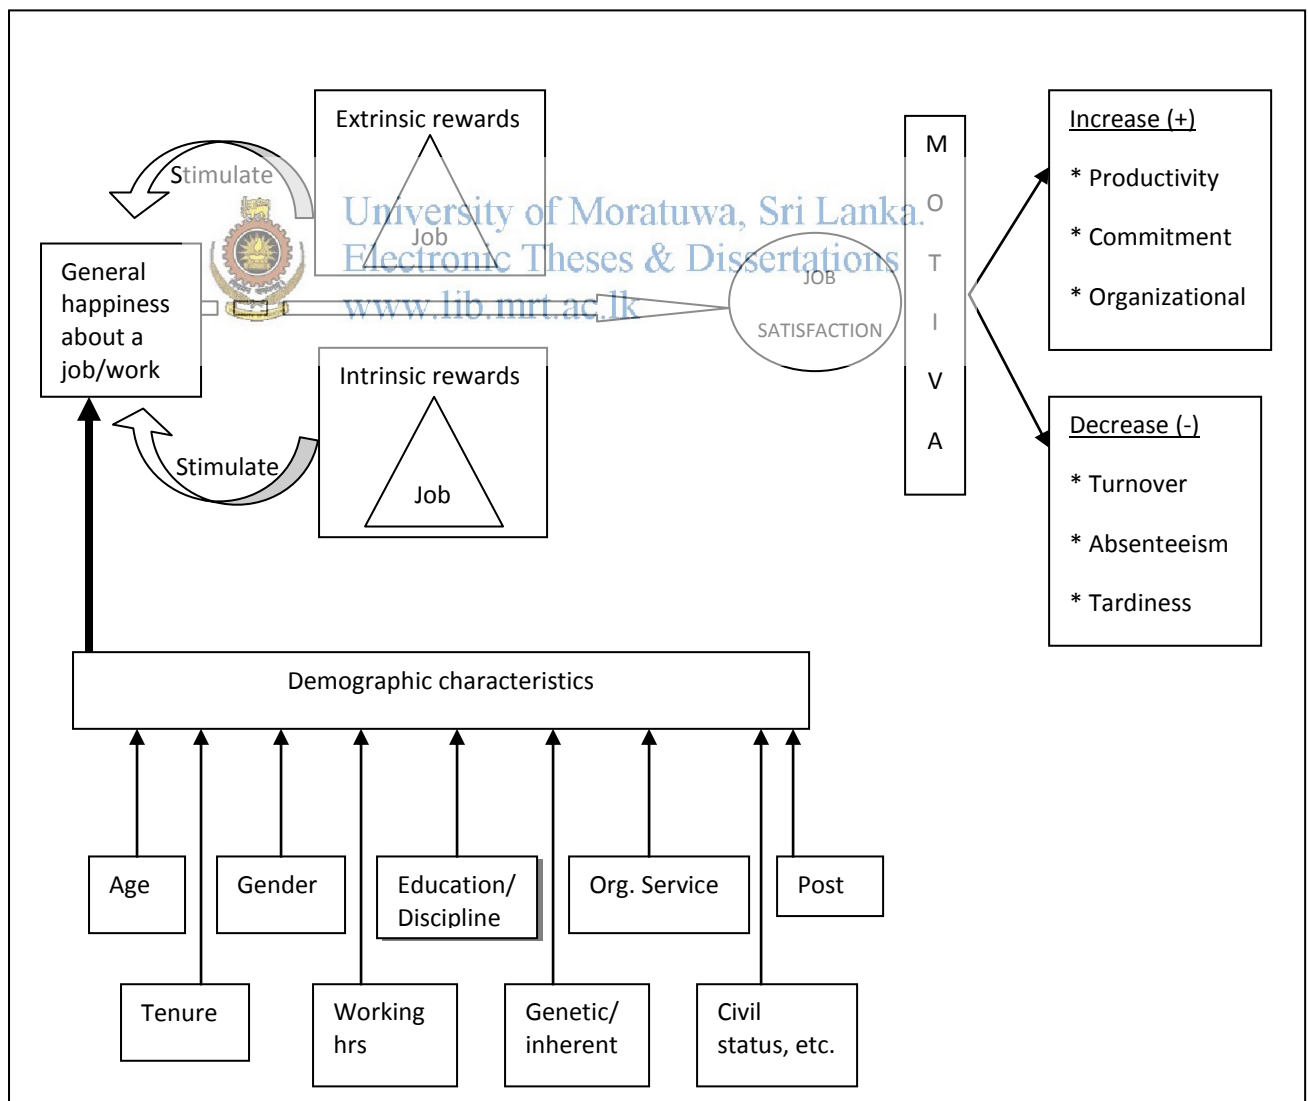 Extrinsic rewards
Job
Stimulate
University of Moratuwa, Sri Lanka.
Electronic Theses & Dissertations
www.lib.mrt.ac.lk
General
happiness
about a
job/work
JOB
SATISFACTION
M
O
T
I
V
A
Increase (+)
* Productivity
* Commitment
* Organizational
Intrinsic rewards
Job
Stimulate
Decrease (-)
* Turnover
* Absenteeism
* Tardiness
Demographic characteristics
Age
Gender
Education/
Discipline
Org. Service
Post
Tenure
Working
hrs
Genetic/
inherent
Civil
status, etc.